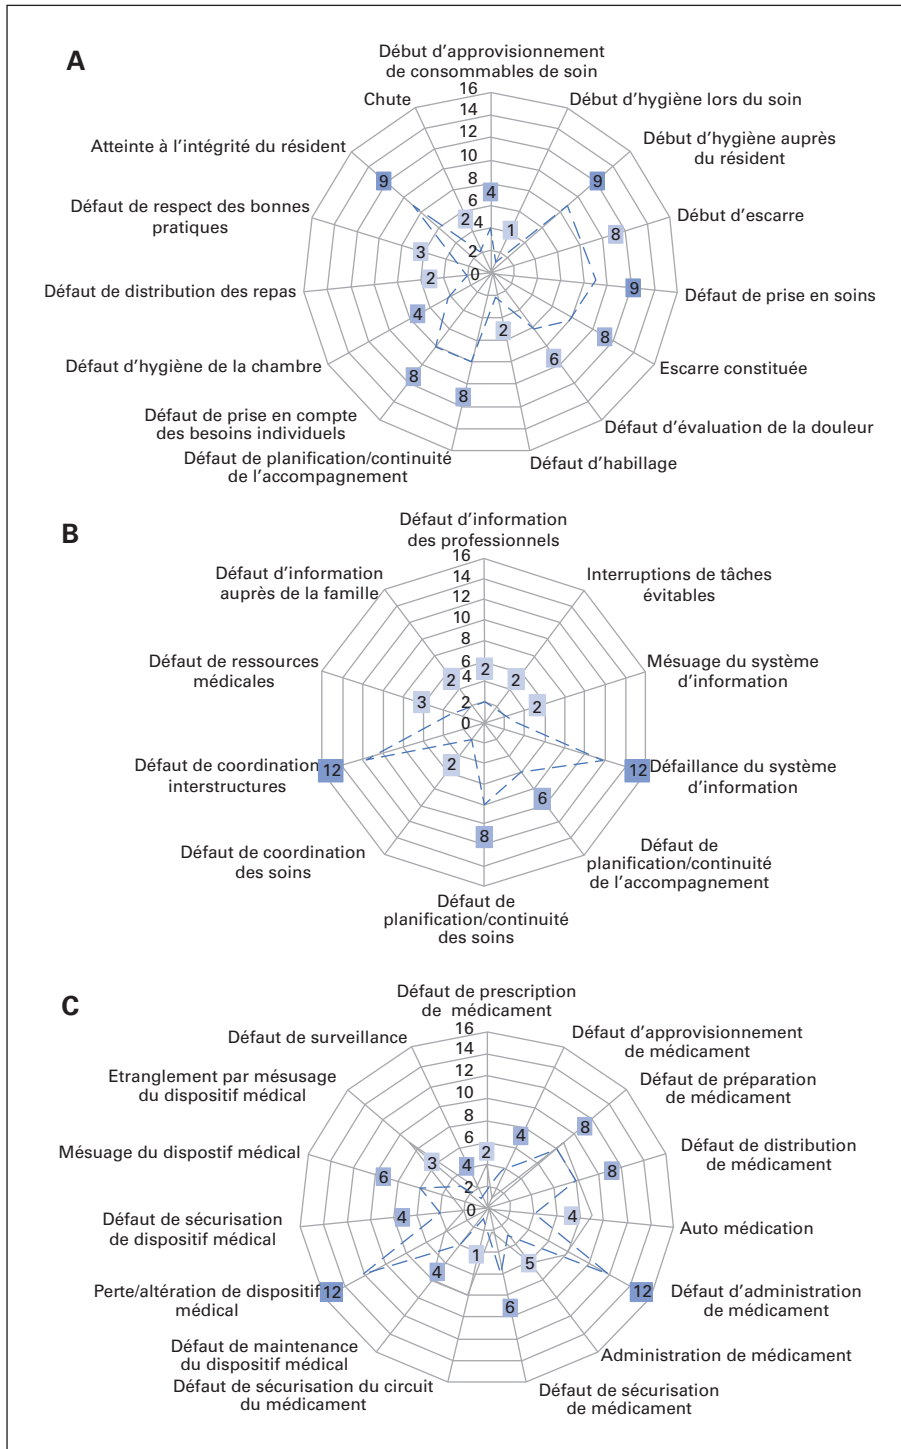 A
Début d'approvisionnement
de consommables de soin
Chute
Début d'hygiène lors du soin
Atteinte à l'intégrité du résident
Début d'hygiène auprès
du résident
Défaut de respect des bonnes
pratiques
Début d'escarre
Défaut de distribution des repas
Défaut de prise en soins
Défaut d'hygiène de la chambre
Escarre constituée
Défaut de prise en compte
des besoins individuels
Défaut d'évaluation de la douleur
Défaut de planification/continuité
de l'accompagnement
Défaut d'habillage
16
14
12
10
8
6
4
2
0
4
1
9
8
9
8
6
2
8
8
4
2
3
9
2
B
Défaut d'information
des professionnels
Défaut d'information
auprès de la famille
Interruptions de tâches
évitables
Défaut de ressources
médicales
Mésuage du système
d'information
Défaut de coordination
interstructures
Défaillance du système
d'information
Défaut de coordination
des soins
Défaut de
planification/continuité
de l'accompagnement
Défaut de
planification/continuité
des soins
16
14
12
10
8
6
4
2
0
2
2
2
12
6
8
2
12
3
2
C
Défaut de prescription
de médicament
Défaut de surveillance
Défaut d'approvisionnement
de médicament
Etranglement par mésusage
du dispositif médical
Défaut de préparation
de médicament
Mésuage du dispostif médical
Défaut de distribution
de médicament
Défaut de sécurisation
de dispositif médical
Auto médication
Perte/altération de dispositif
médical
Défaut d'administration
de médicament
Défaut de maintenance
du dispositif médical
Administration de médicament
Défaut de sécurisation du circuit
du médicament
Défaut de sécurisation
de médicament
16
14
12
10
8
6
4
2
0
2
4
8
8
4
12
5
6
1
4
12
4
6
3
4